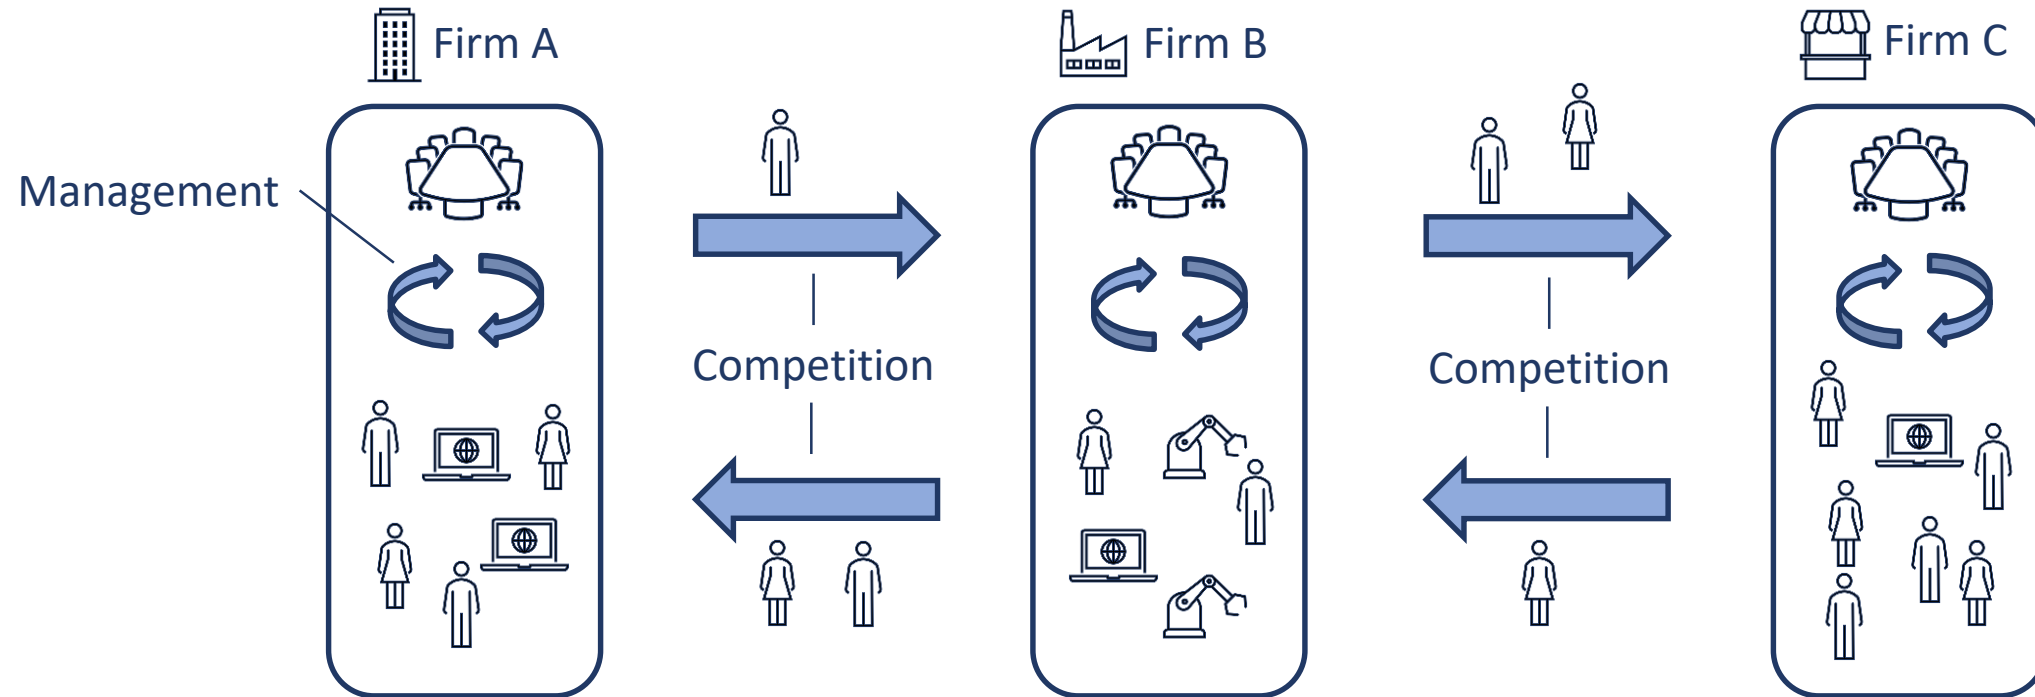 Firm A
Firm B
Firm C
Management
Competition
Competition